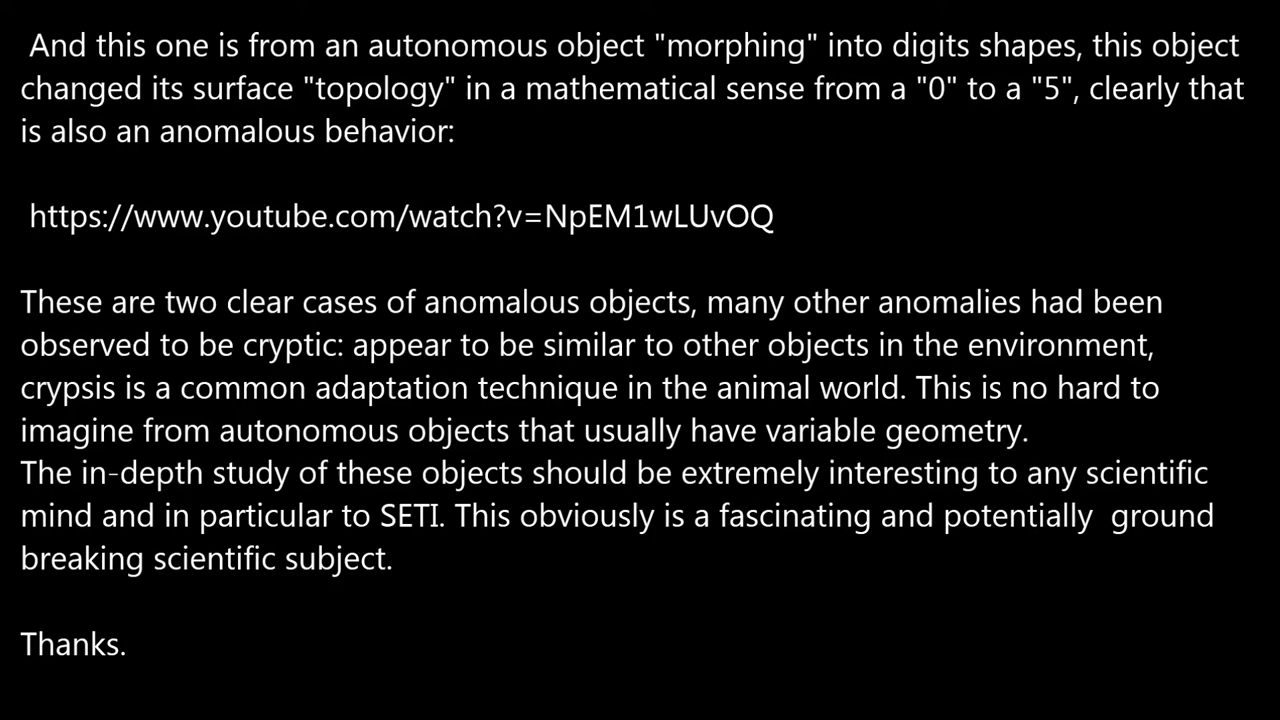 And this one is from an autonomous object "morphing" into digits shapes, this object
changed its surface "topology" in a mathematical sense from a "0" to a "5", clearly that
is also an anomalous behavior:
https://www.youtube.com/watch?v=NpEM1wLUvOQ
These are two clear cases of anomalous objects, many other anomalies had been
observed to be cryptic: appear to be similar to other objects in the environment,
crypsis is a common adaptation technique in the animal world. This is no hard to
imagine from autonomous objects that usually have variable geometry.
The in-depth study of these objects should be extremely interesting to any scientific
mind and in particular to SETI. This obviously is a fascinating and potentially  ground
breaking scientific subject.
Thanks.